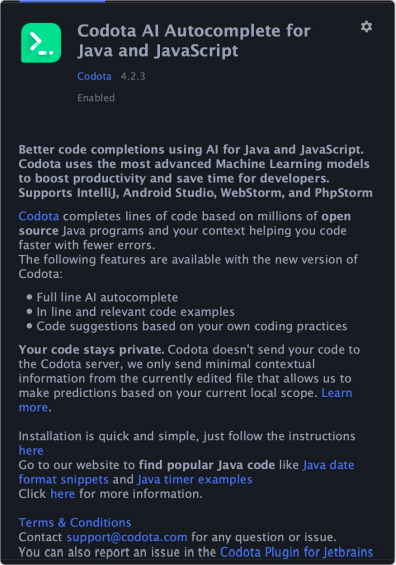 Codota AI Autocomplete for
Java and JavaScript
Codota 4.2.3
Enabled
Better code completions using AI for Java and JavaScript.
Codota uses the most advanced Machine Learning models
to boost productivity and save time for developers.
Supports IntelliJ, Android Studio, WebStorm, and PhpStorm
Codota completes lines of code based on millions of open
source Java programs and your context helping you code
faster with fewer errors.
The following features are available with the new version of
Codota:
• Full line AI autocomplete
• In line and relevant code examples
• Code suggestions based on your own coding practices
Your code stays private. Codota doesn't send your code to
the Codota server, we only send minimal contextual
information from the currently edited file that allows us to
make predictions based on your current local scope. Learn
more.
Installation is quick and simple, just follow the instructions
here
Go to our website to find popular Java code like Java date
format snippets and Java timer examples
Click here for more information.
Terms & Conditions
Contact support@codota.com for any question or issue.
You can also report an issue in the Codota Plugin for Jetbrains